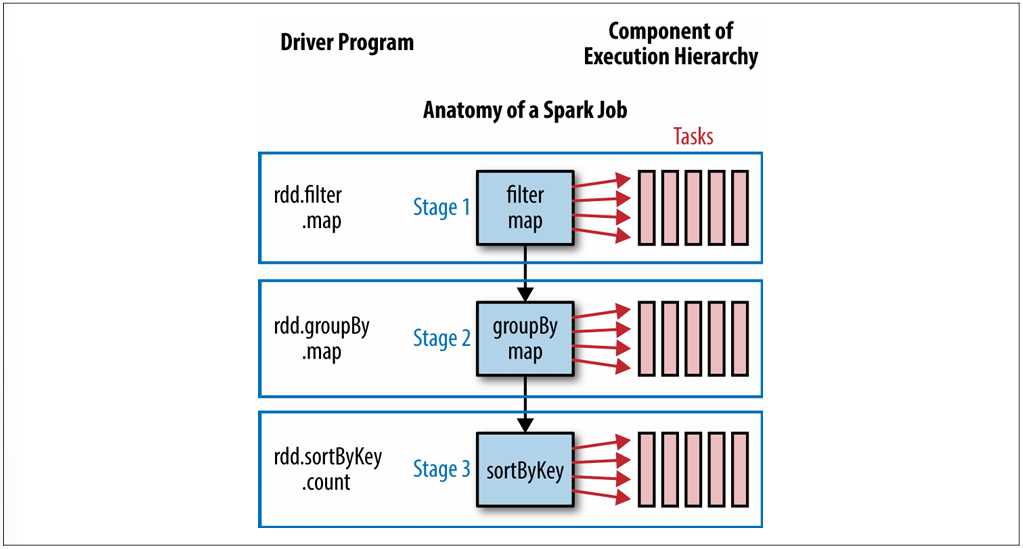 Driver Program
Component of
Execution Hierarchy
Anatomy of a Spark Job
Tasks
rdd.filter
.map
Stage 1
filter
map
rdd.groupBy
.map
Stage 2
groupBy
map
rdd.sortByKey
.count
Stage 3
sortByKey